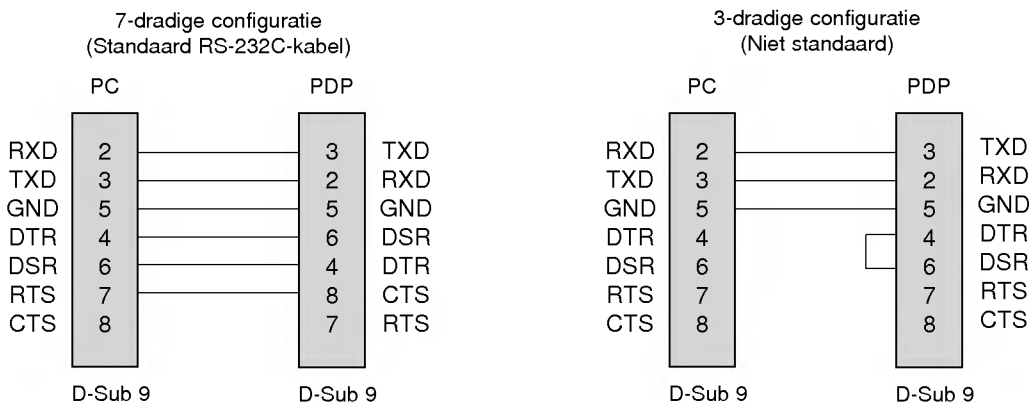 7-dradige configuratie
(Standaard RS-232C-kabel)
PC PDP
RXD 2 3 TXD
TXD 3 2 RXD
GND 5 5 GND
DTR 4 6 DSR
DSR 6 4 DTR
RTS 7 8 CTS
CTS 8 7 RTS
D-Sub 9 D-Sub 9
3-dradige configuratie
(Niet standaard)
PC PDP
RXD 2 3 TXD
TXD 3 2 RXD
GND 5 5 GND
DTR 4 4 DTR
DSR 6 6 DSR
RTS 7 7 RTS
CTS 8 8 CTS
D-Sub 9 D-Sub 9